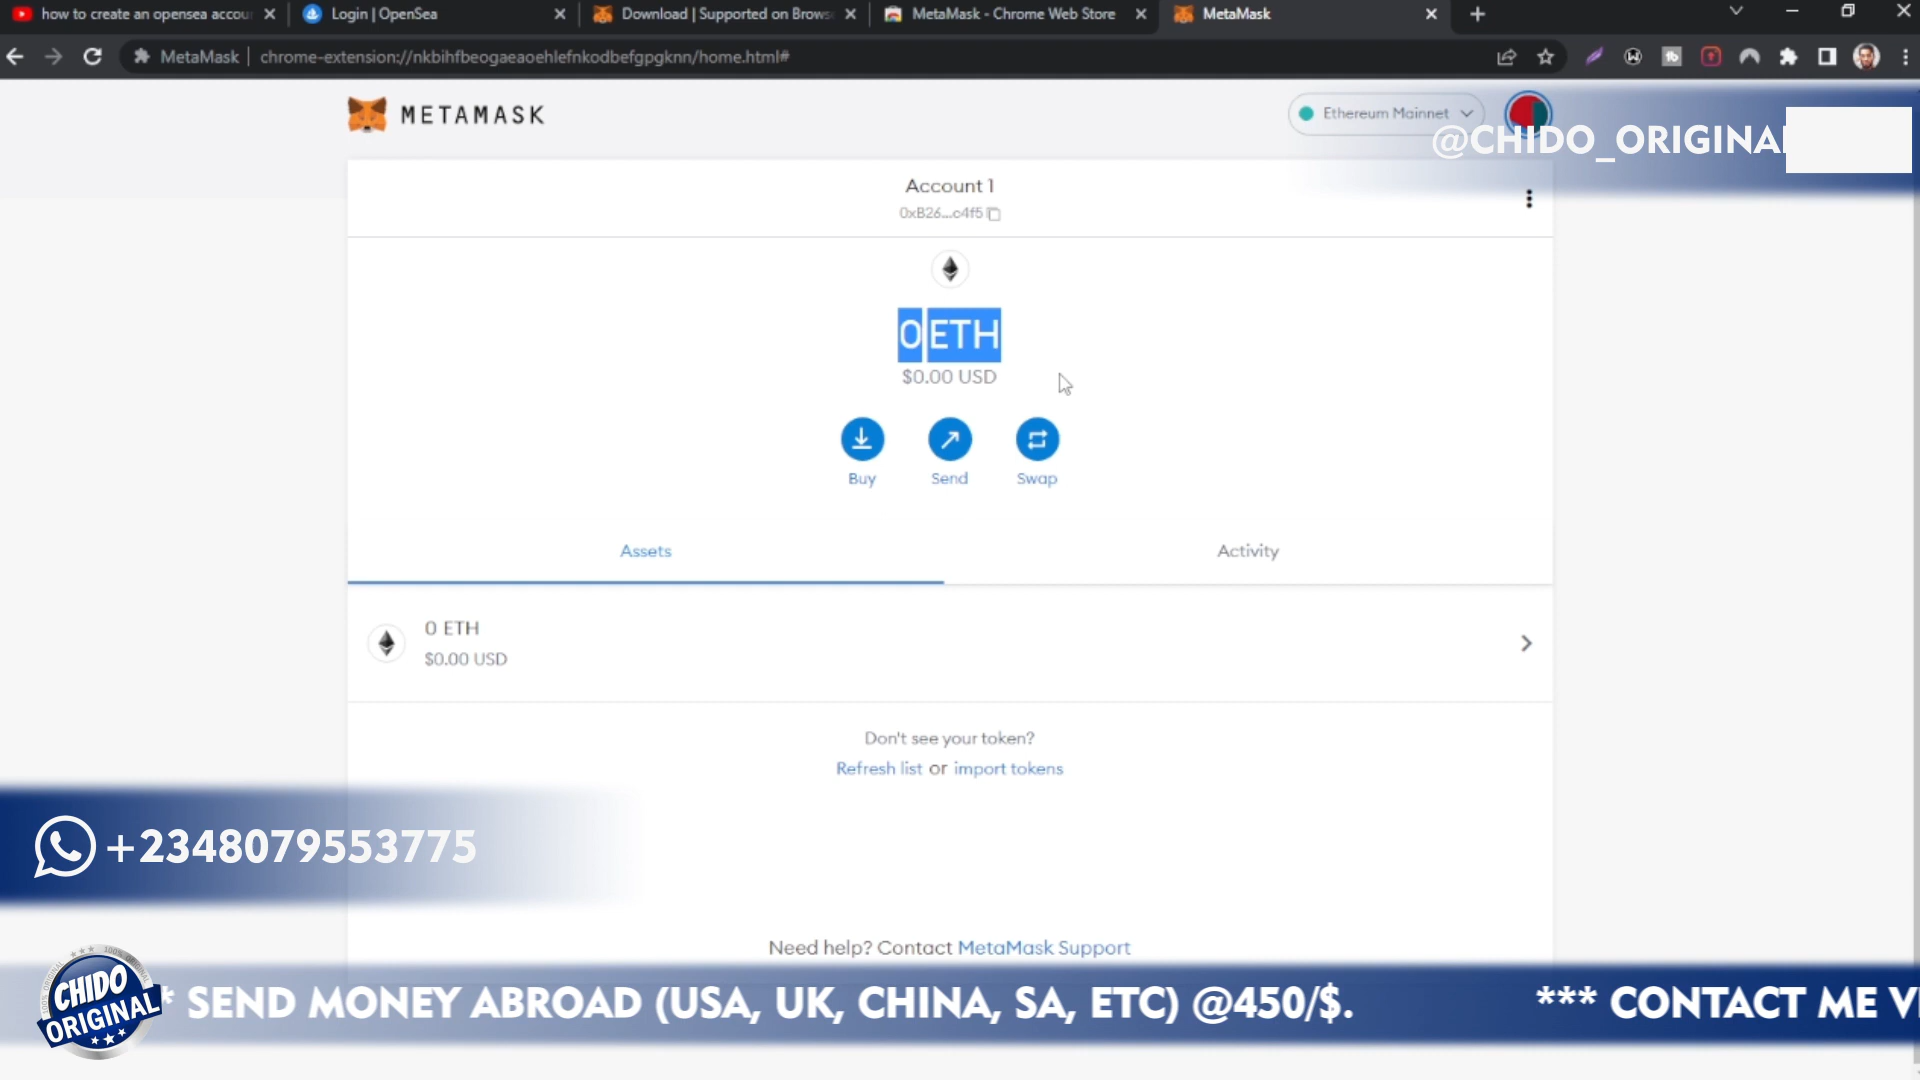 how to create an opensea accou
Login | OpenSea
Download | Supported on Brows
MetaMask - Chrome Web Store
MetaMask
MetaMask
chrome-extension://nkbihfbeogaeaoehlefnkodbefgpgknn/home.html#
METAMASK
Ethereum Mainnet
@CHIDO_ORIGINAL
Account 1
0xB26...c4f5
0 ETH
$0.00 USD
Buy
Send
Swap
Assets
Activity
0 ETH
$0.00 USD
Don't see your token?
Refresh list or import tokens
+2348079553775
Need help? Contact MetaMask Support
CHIDO
ORIGINAL
* SEND MONEY ABROAD (USA, UK, CHINA, SA, ETC) @450/$.
*** CONTACT ME VI